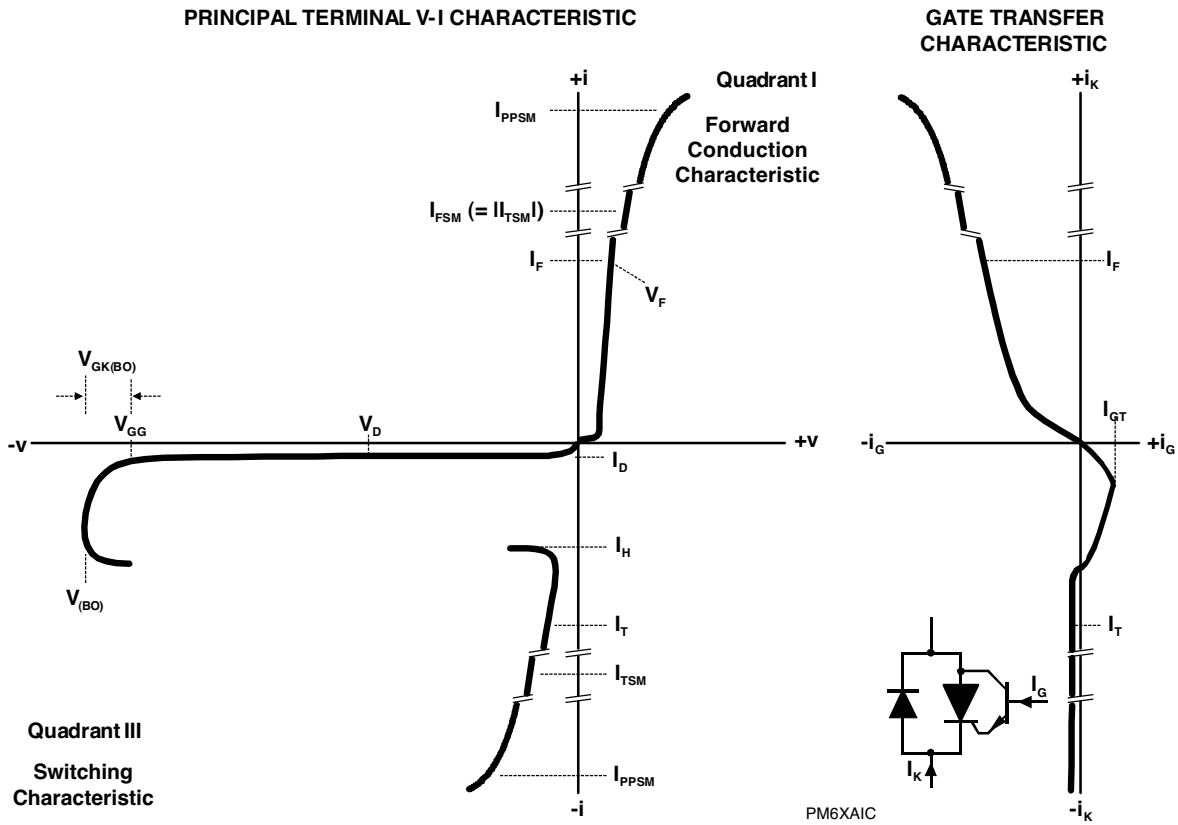 PRINCIPAL TERMINAL V-I CHARACTERISTIC
GATE TRANSFER
CHARACTERISTIC
+i
Quadrant I
+iK
IPPSM
Forward
Conduction
Characteristic
IFSM (= |ITSM|)
IF
VF
IF
VGK(BO)
VGG
VD
IGT
-v
+v
-iG
+iG
ID
IH
V(BO)
IT
IT
ITSM
IG
Quadrant III
Switching
Characteristic
IPPSM
IK
-i
PM6XAIC
-iK